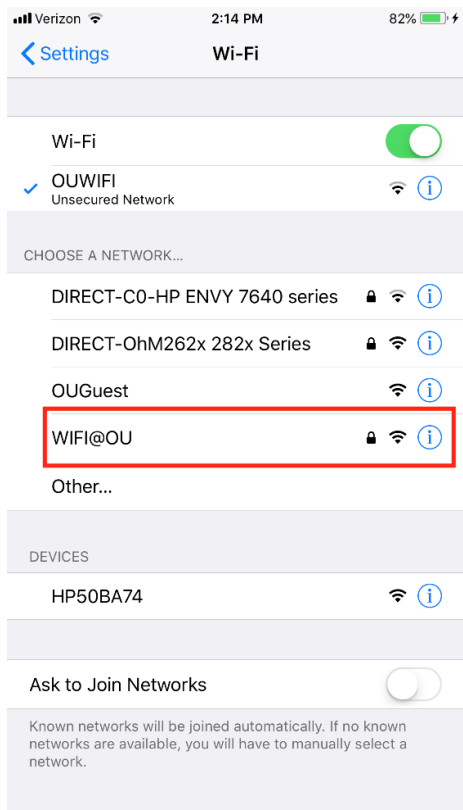 Verizon 2:14 PM 82%
Settings Wi-Fi
Wi-Fi
OUWIFI
Unsecured Network
CHOOSE A NETWORK...
DIRECT-C0-HP ENVY 7640 series
DIRECT-OhM262x 282x Series
OUGuest
WIFI@OU
Other...
DEVICES
HP50BA74
Ask to Join Networks
Known networks will be joined automatically. If no known
networks are available, you will have to manually select a
network.